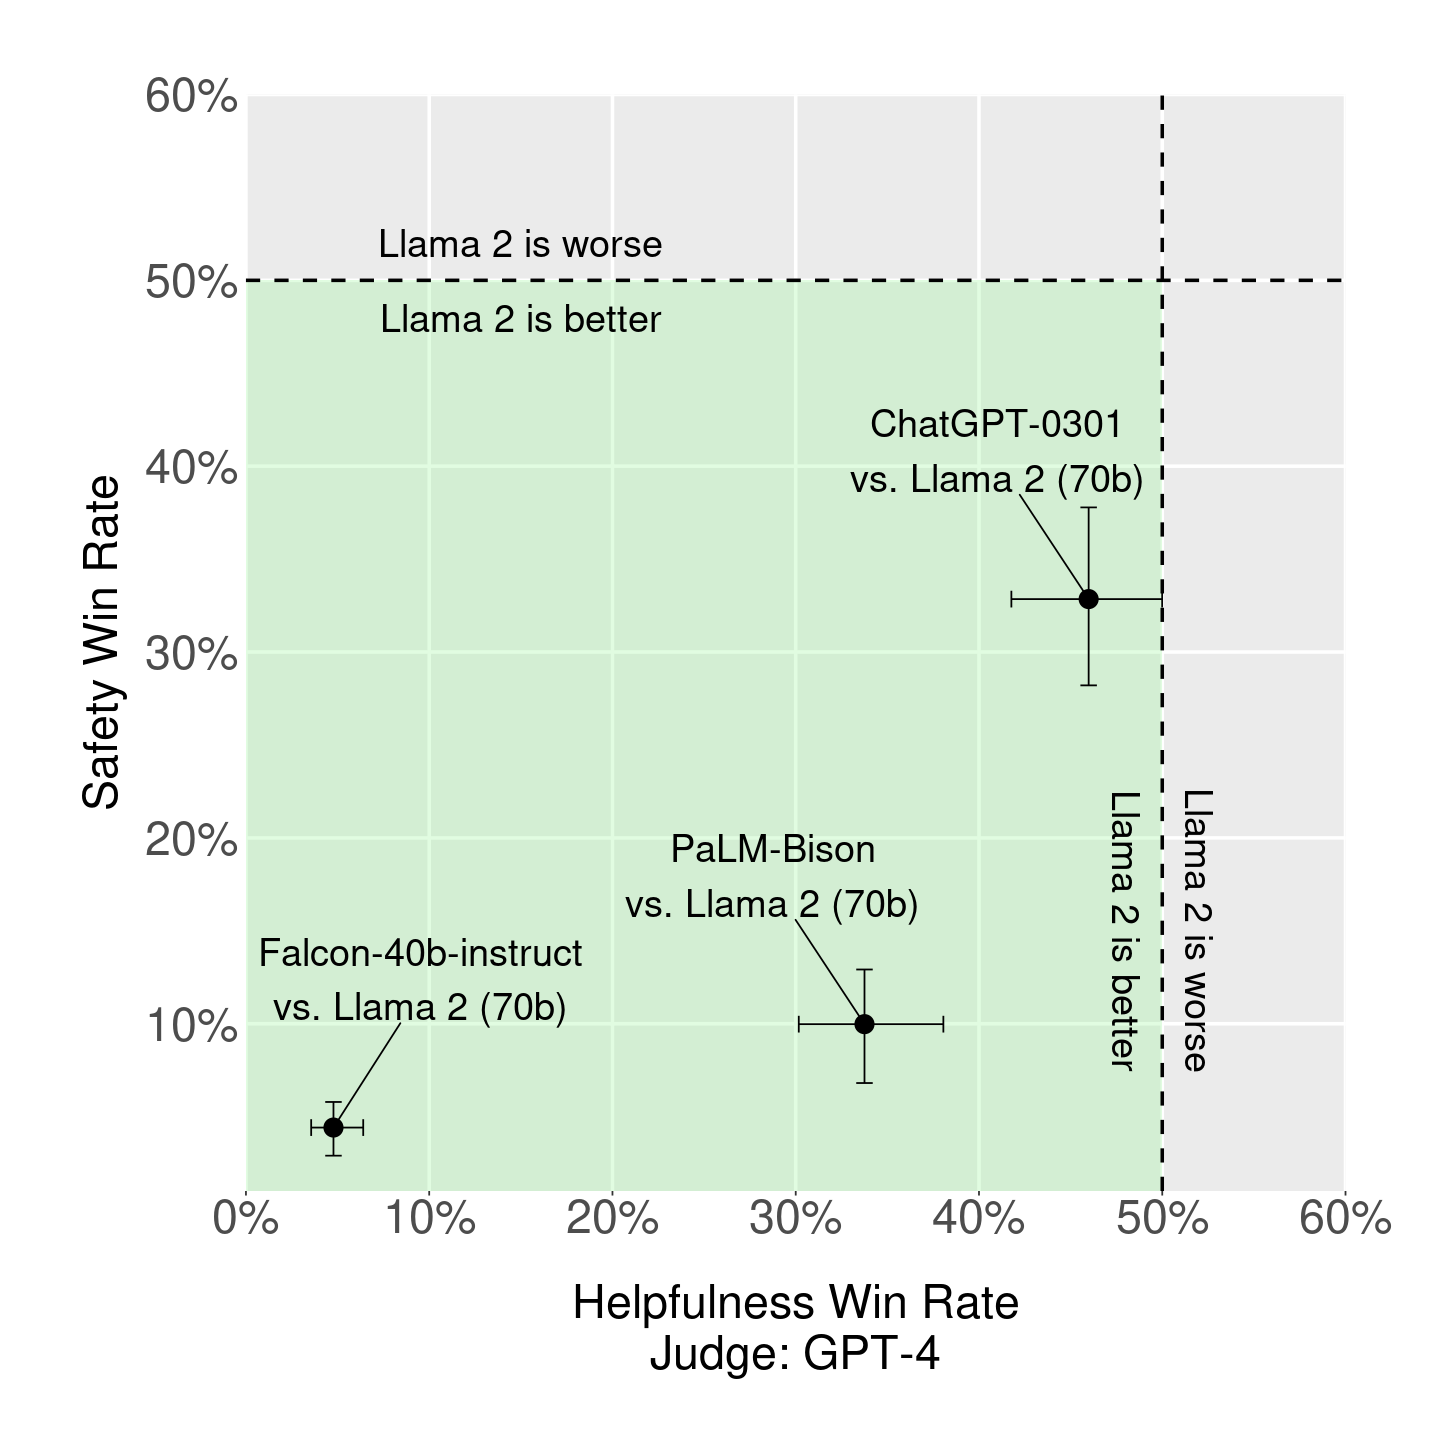 60%
Llama 2 is worse
50%
Llama 2 is better
ChatGPT-0301
40%
vs. Llama 2 (70b)
Safety Win Rate
30%
Llama 2 is better
Llama 2 is worse
20%
PaLM-Bison
vs. Llama 2 (70b)
Falcon-40b-instruct
vs. Llama 2 (70b)
10%
0%
10%
20%
30%
40%
50%
60%
Helpfulness Win Rate
Judge: GPT-4